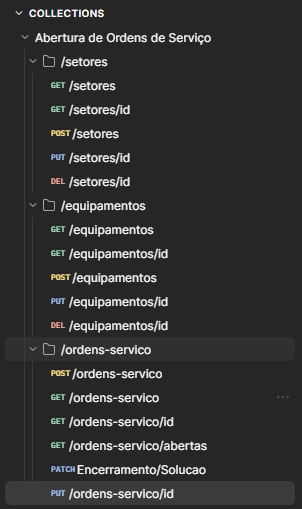 COLLECTIONS
Abertura de Ordens de Serviço
/setores
GET /setores
GET /setores/id
POST /setores
PUT /setores/id
DEL /setores/id
/equipamentos
GET /equipamentos
GET /equipamentos/id
POST /equipamentos
PUT /equipamentos/id
DEL /equipamentos/id
/ordens-servico
POST /ordens-servico
GET /ordens-servico
GET /ordens-servico/id
GET /ordens-servico/abertas
PATCH Encerramento/Solucao
PUT /ordens-servico/id